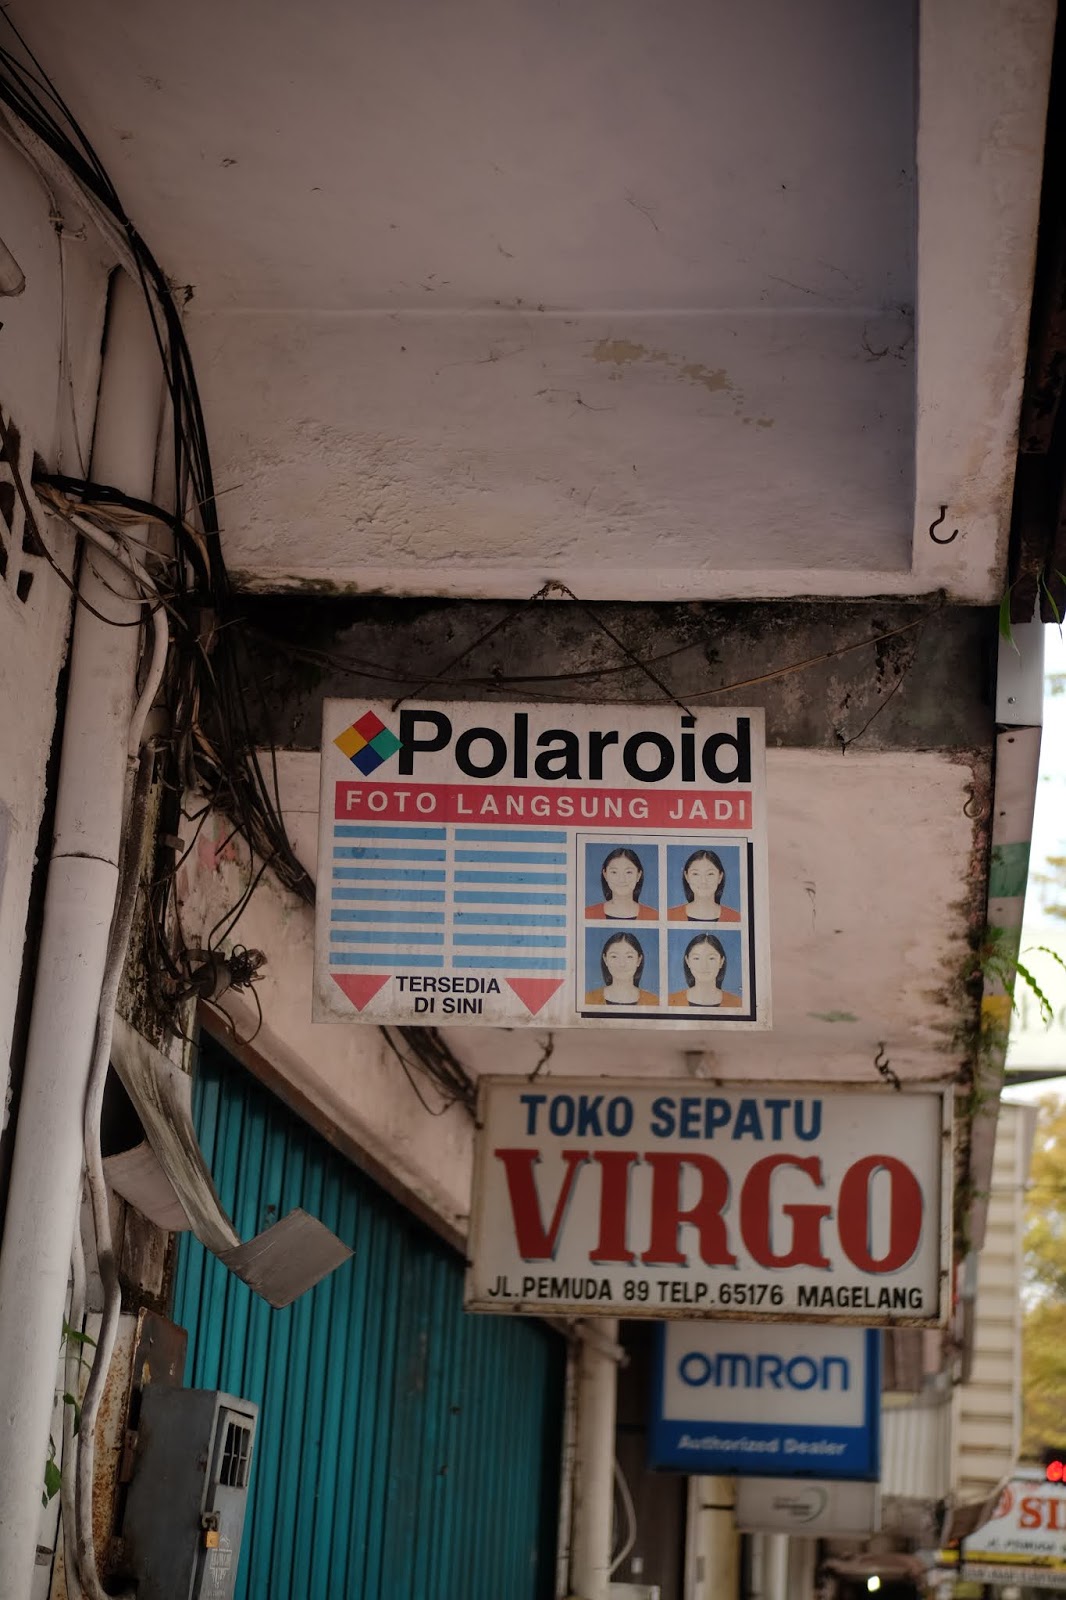 Polaroid
FOTO LANGSUNG JADI
TERSEDIA
DI SINI
TOKO SEPATU
VIRGO
JL.PEMUDA 89 TELP.65176 MAGELANG
OMRON
Authorized Dealer